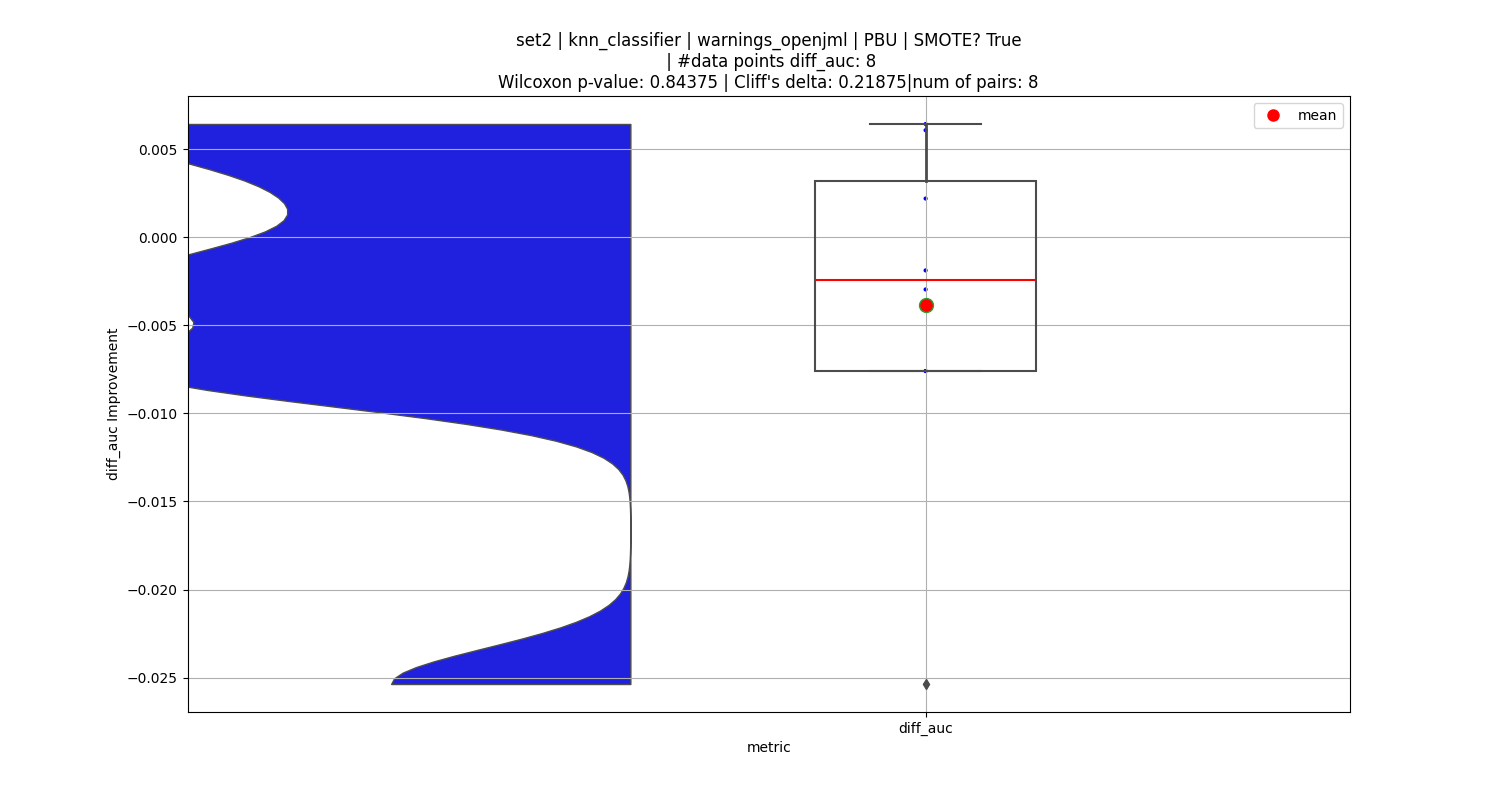 set2 | knn_classifier | warnings_openjml | PBU | SMOTE? True
| #data points diff_auc: 8
Wilcoxon p-value: 0.84375 | Cliff's delta: 0.21875|num of pairs: 8
mean
0.005
0.000
−0.005
−0.010
−0.015
−0.020
−0.025
diff_auc Improvement
diff_auc
metric